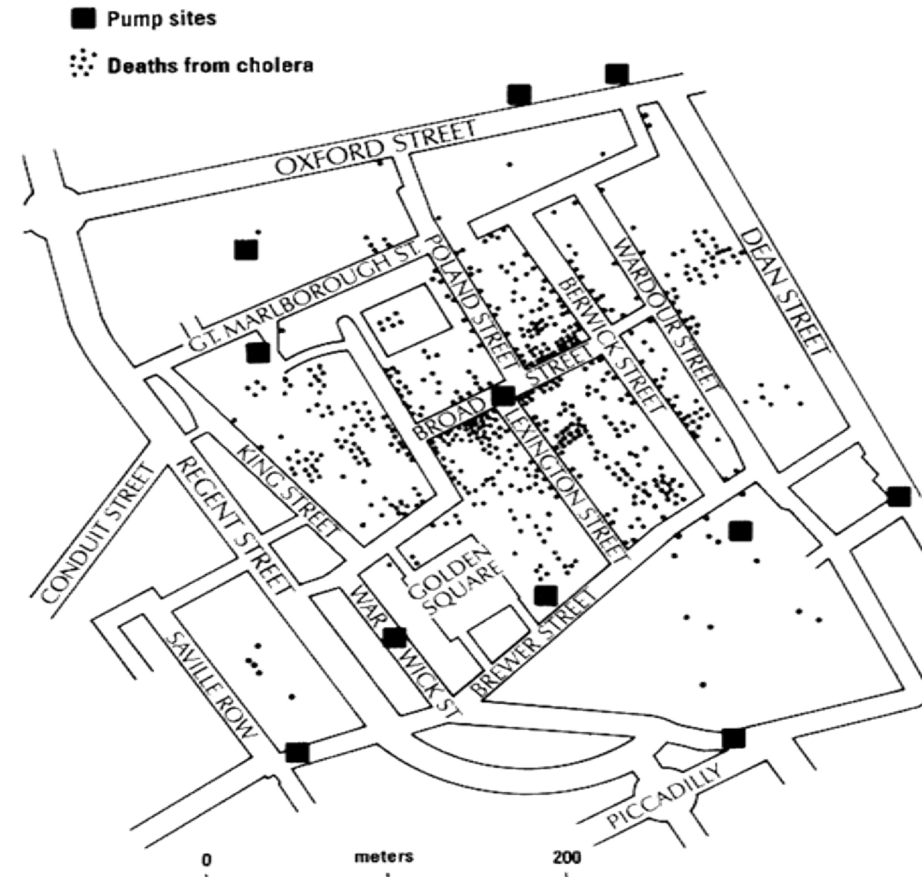 Pump sites
Deaths from cholera
OXFORD STREET
GT. MARLBOROUGH ST.
POLAND STREET
BERWICK STREET
WARDOUR STREET
DEAN STREET
BROAD STREET
LEXINGTON STREET
KING STREET
REGENT STREET
CONDUIT STREET
GOLDEN
SQUARE
WARWICK ST
BREWER STREET
SAVILLE ROW
PICCADILLY
0 meters 200